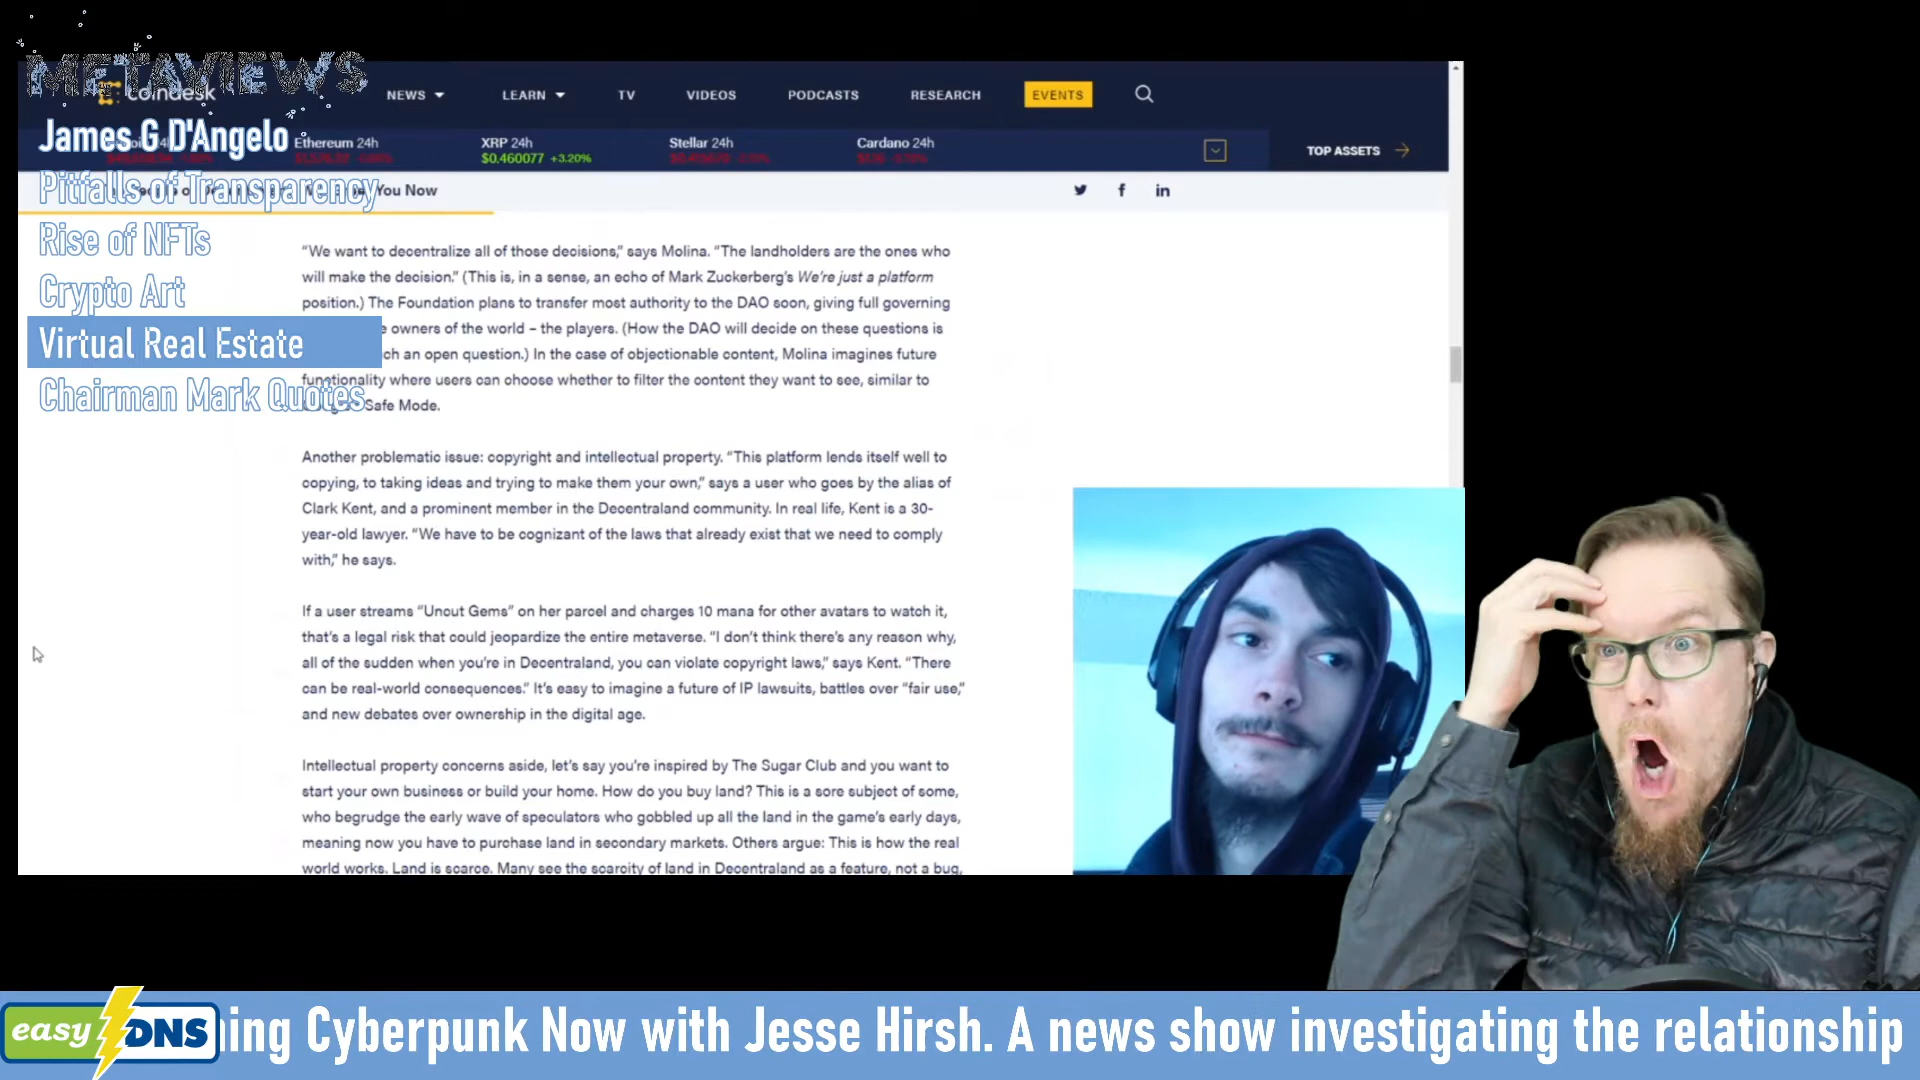 METAVIEWS
coindesk
NEWS
LEARN
TV
VIDEOS
PODCASTS
RESEARCH
EVENTS
James G D'Angelo
Ethereum 24h
XRP 24h
$0.460077 +3.20%
Stellar 24h
Cardano 24h
TOP ASSETS
Pitfalls of Transparency
You Now
Rise of NFTs
Crypto Art
Virtual Real Estate
Chairman Mark Quotes
“We want to decentralize all of those decisions,” says Molina. “The landholders are the ones who
will make the decision.” (This is, in a sense, an echo of Mark Zuckerberg’s We’re just a platform
position.) The Foundation plans to transfer most authority to the DAO soon, giving full governing
owners of the world – the players. (How the DAO will decide on these questions is
an open question.) In the case of objectionable content, Molina imagines future
functionality where users can choose whether to filter the content they want to see, similar to
Safe Mode.
Another problematic issue: copyright and intellectual property. “This platform lends itself well to
copying, to taking ideas and trying to make them your own,” says a user who goes by the alias of
Clark Kent, and a prominent member in the Decentraland community. In real life, Kent is a 30-
year-old lawyer. “We have to be cognizant of the laws that already exist that we need to comply
with,” he says.
If a user streams “Uncut Gems” on her parcel and charges 10 mana for other avatars to watch it,
that’s a legal risk that could jeopardize the entire metaverse. “I don’t think there’s any reason why,
all of the sudden when you’re in Decentraland, you can violate copyright laws,” says Kent. “There
can be real-world consequences.” It’s easy to imagine a future of IP lawsuits, battles over “fair use,”
and new debates over ownership in the digital age.
Intellectual property concerns aside, let’s say you’re inspired by The Sugar Club and you want to
start your own business or build your home. How do you buy land? This is a sore subject of some,
who begrudge the early wave of speculators who gobbled up all the land in the game’s early days,
meaning now you have to purchase land in secondary markets. Others argue: This is how the real
world works. Land is scarce. Many see the scarcity of land in Decentraland as a feature, not a bug,
easyDNS
ning Cyberpunk Now with Jesse Hirsh. A news show investigating the relationship